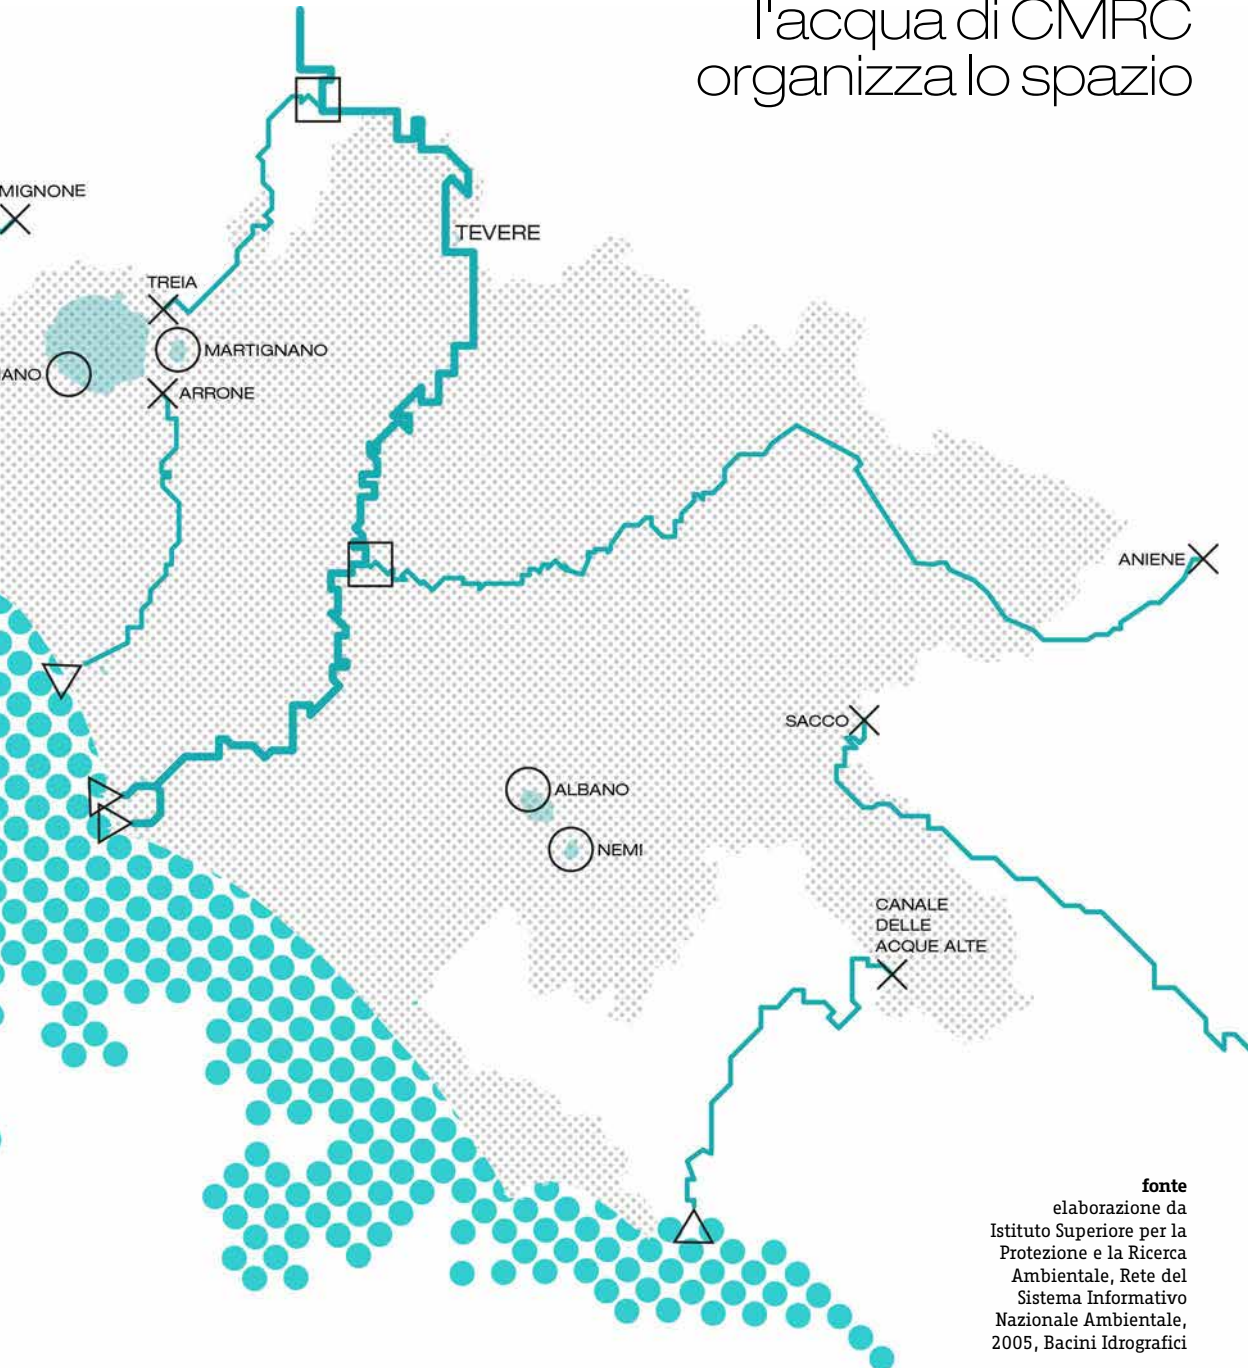 l'acqua di CMRC
organizza lo spazio
MIGNONE
TEVERE
TREIA
MARTIGNANO
IANO
ARRONE
ANIENE
SACCO
ALBANO
NEMI
CANALE
DELLE
ACQUE ALTE
fonte
elaborazione da
Istituto Superiore per la
Protezione e la Ricerca
Ambientale, Rete del
Sistema Informativo
Nazionale Ambientale,
2005, Bacini Idrografici